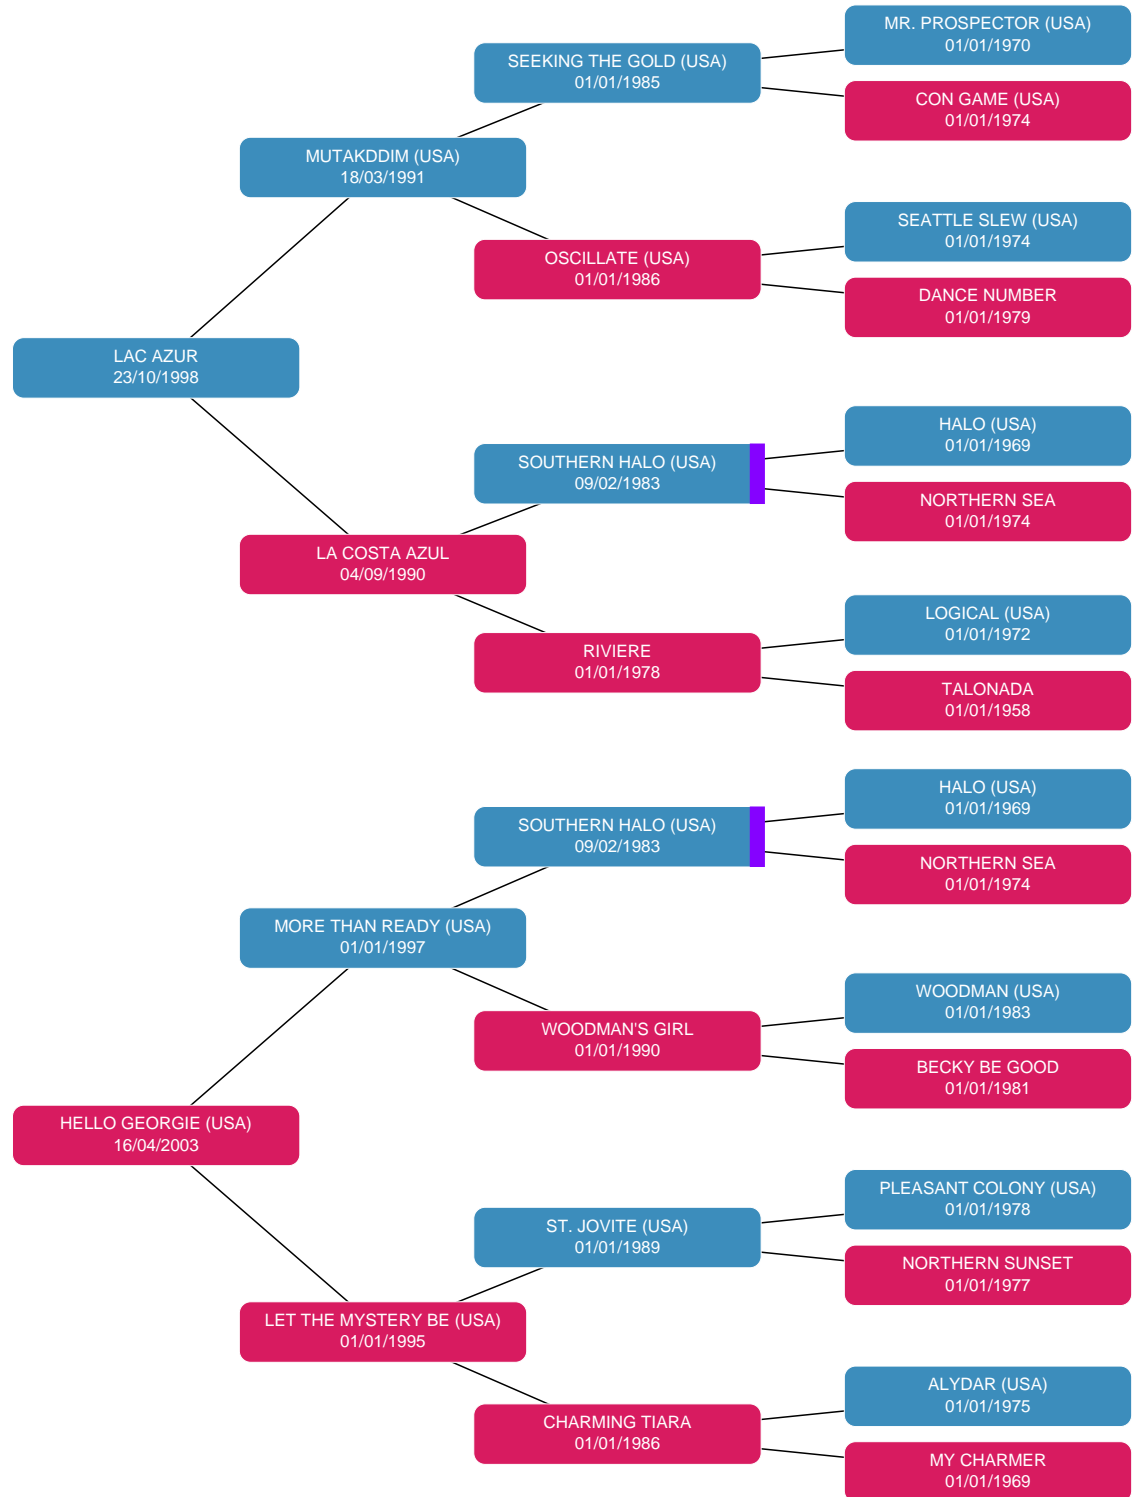 MR. PROSPECTOR (USA)
01/01/1970
SEEKING THE GOLD (USA)
01/01/1985
CON GAME (USA)
01/01/1974
MUTAKDDIM (USA)
18/03/1991
SEATTLE SLEW (USA)
01/01/1974
OSCILLATE (USA)
01/01/1986
DANCE NUMBER
01/01/1979
LAC AZUR
23/10/1998
HALO (USA)
01/01/1969
SOUTHERN HALO (USA)
09/02/1983
NORTHERN SEA
01/01/1974
LA COSTA AZUL
04/09/1990
LOGICAL (USA)
01/01/1972
RIVIERE
01/01/1978
TALONADA
01/01/1958
HALO (USA)
01/01/1969
SOUTHERN HALO (USA)
09/02/1983
NORTHERN SEA
01/01/1974
MORE THAN READY (USA)
01/01/1997
WOODMAN (USA)
01/01/1983
WOODMAN'S GIRL
01/01/1990
BECKY BE GOOD
01/01/1981
HELLO GEORGIE (USA)
16/04/2003
PLEASANT COLONY (USA)
01/01/1978
ST. JOVITE (USA)
01/01/1989
NORTHERN SUNSET
01/01/1977
LET THE MYSTERY BE (USA)
01/01/1995
ALYDAR (USA)
01/01/1975
CHARMING TIARA
01/01/1986
MY CHARMER
01/01/1969